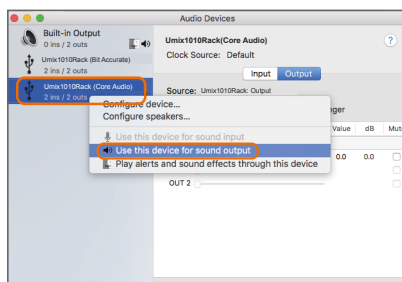 Audio Devices
Built-in Output
0 ins / 2 outs
Umix1010Rack (Bit Accurate)
2 ins / 2 outs
Umix1010Rack (Core Audio)
2 ins / 2 outs
Umix1010Rack(Core Audio)
?
Clock Source: Default
Input Output
Source: Umix1010Rack: Output
Configure device...
Configure speakers...
Use this device for sound input
Use this device for sound output
Play alerts and sound effects through this device
Value dB Mut
0.0 0.0
OUT 2